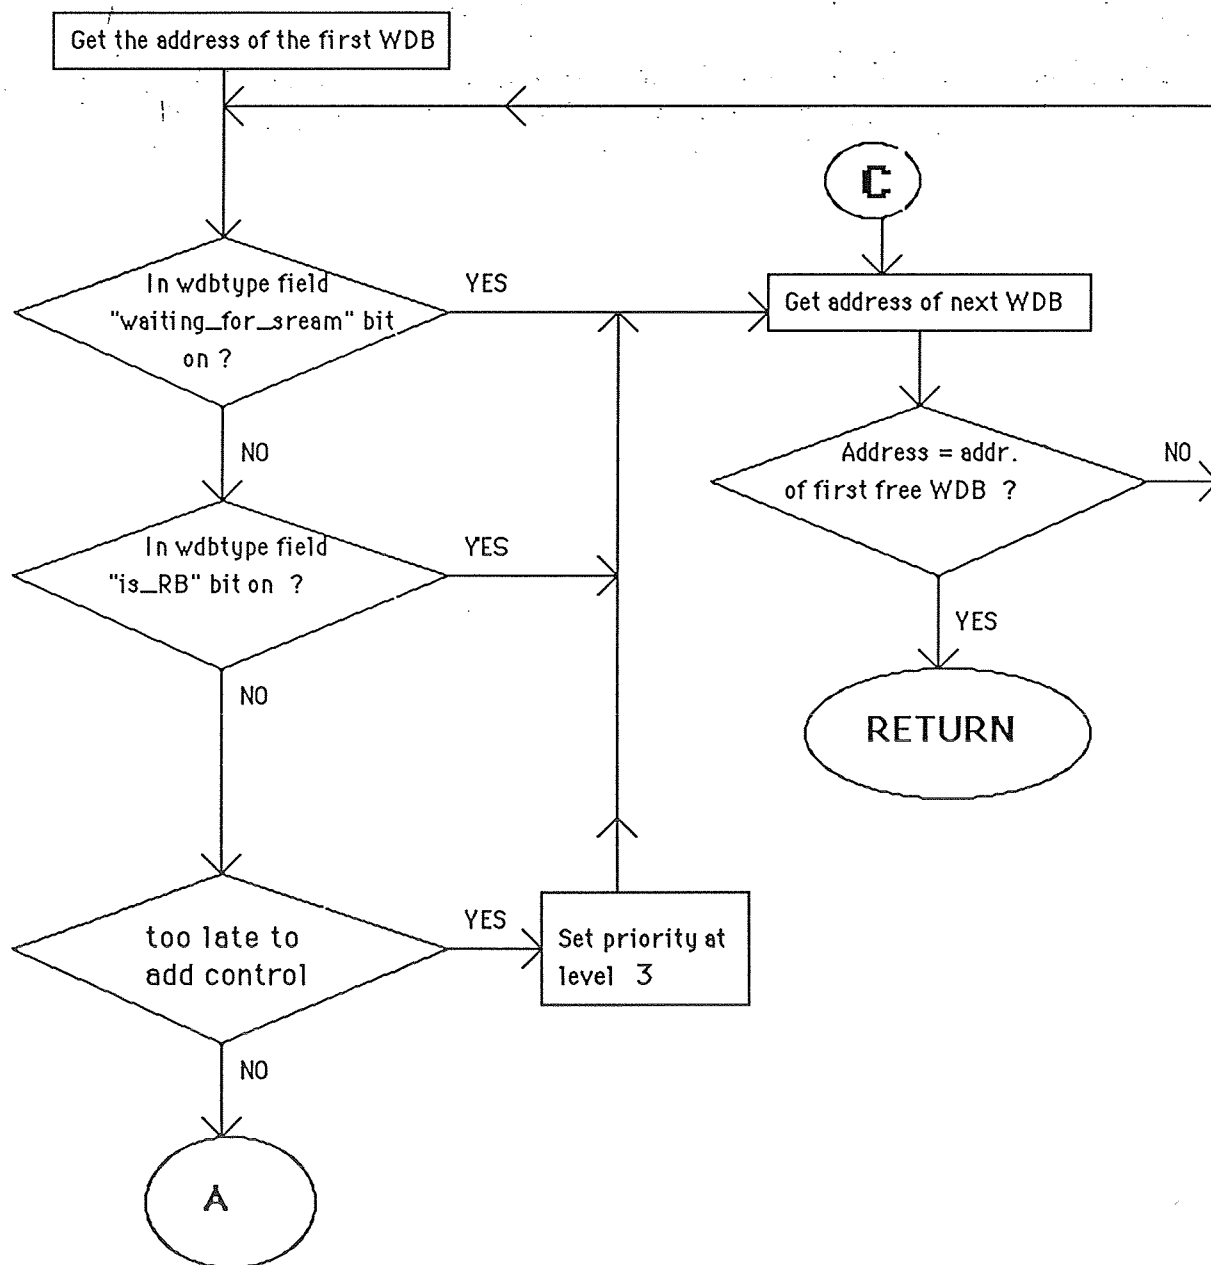 Get the address of the first WDB
C
In wdbtype field
"waiting_for_sream" bit
on ?
YES
Get address of next WDB
NO
Address = addr.
of first free WDB ?
NO
In wdbtype field
"is_RB" bit on ?
YES
YES
NO
RETURN
too late to
add control
YES
Set priority at
level 3
NO
A